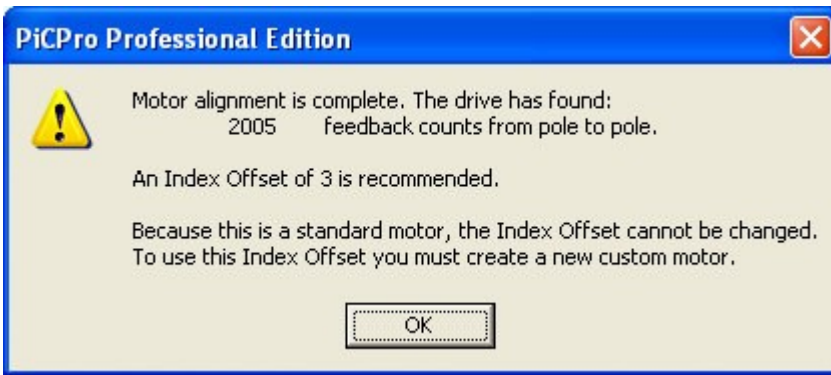 PiCPro Professional Edition
Motor alignment is complete. The drive has found:
2005 feedback counts from pole to pole.
An Index Offset of 3 is recommended.
Because this is a standard motor, the Index Offset cannot be changed.
To use this Index Offset you must create a new custom motor.
OK